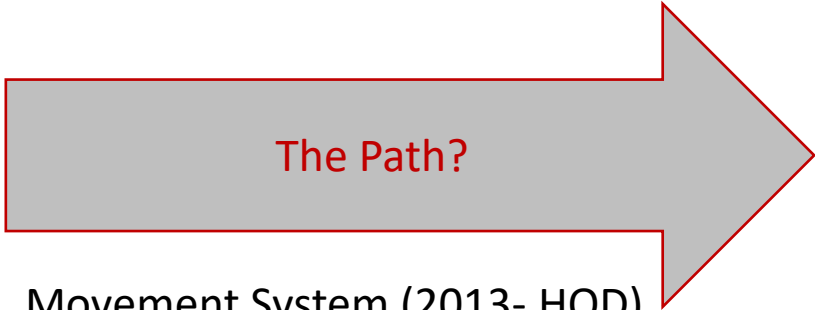 The Path?
Movement System (2013- HOD)